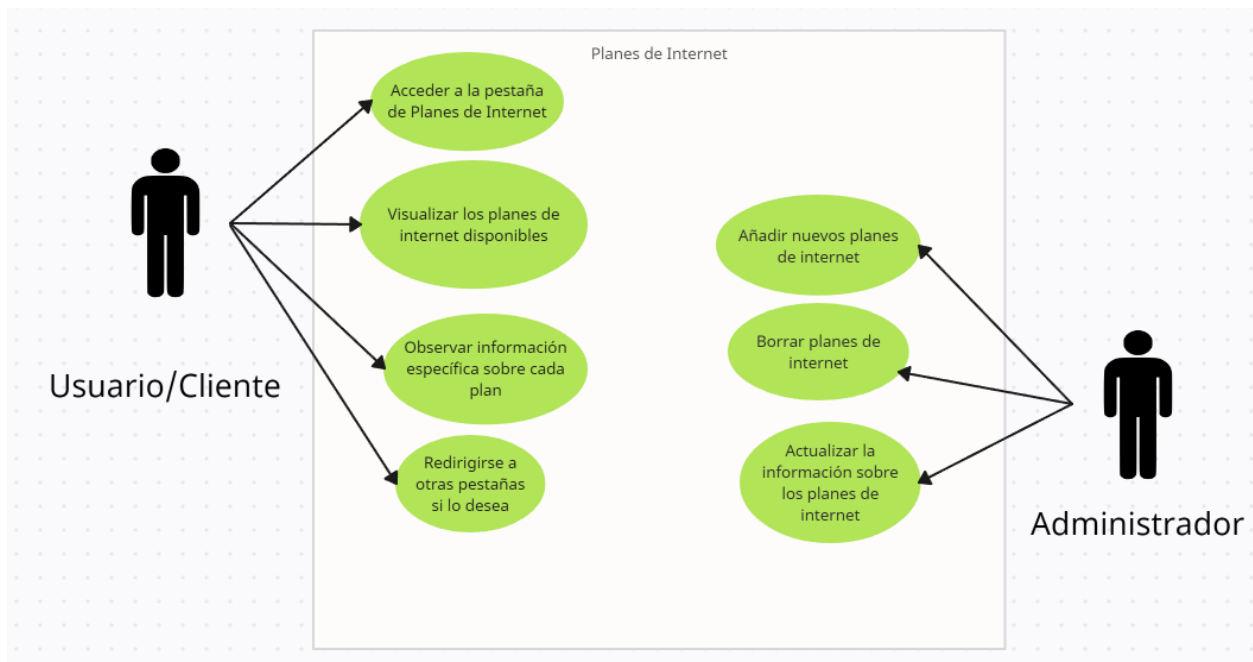 Planes de Internet
Acceder a la pestaña
de Planes de Internet
Visualizar los planes de
internet disponibles
Observar información
específica sobre cada
plan
Redirigirse a
otras pestañas
si lo desea
Usuario/Cliente
Añadir nuevos planes
de internet
Borrar planes de
internet
Actualizar la
información sobre
los planes de
internet
Administrador